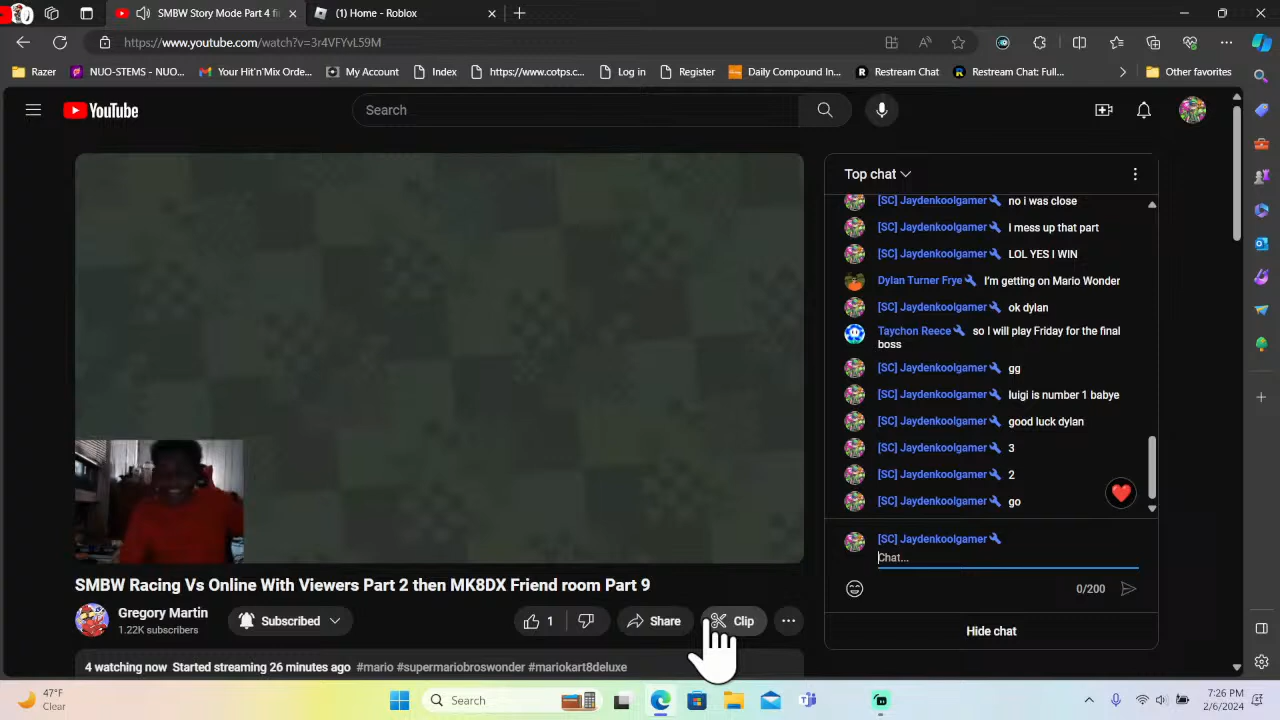 SMBW Story Mode Part 4 fi
(1) Home - Roblox
https://www.youtube.com/watch?v=3r4VFYvL59M
Razer
NUO-STEMS – NUO...
Your Hit'n'Mix Orde...
My Account
Index
https://www.cotps.c...
Log in
Register
Daily Compound In...
Restream Chat
Restream Chat: Full...
Other favorites
YouTube
Search
Top chat
[SC] Jaydenkoolgamer no i was close
[SC] Jaydenkoolgamer I mess up that part
[SC] Jaydenkoolgamer LOL YES I WIN
Dylan Turner Frye I'm getting on Mario Wonder
[SC] Jaydenkoolgamer ok dylan
Taychon Reece so I will play Friday for the final
boss
[SC] Jaydenkoolgamer gg
[SC] Jaydenkoolgamer luigi is number 1 babye
[SC] Jaydenkoolgamer good luck dylan
[SC] Jaydenkoolgamer 3
[SC] Jaydenkoolgamer 2
[SC] Jaydenkoolgamer go
[SC] Jaydenkoolgamer
Chat...
0/200
Hide chat
SMBW Racing Vs Online With Viewers Part 2 then MK8DX Friend room Part 9
Gregory Martin
1.22K subscribers
Subscribed
1
Share
Clip
4 watching now Started streaming 26 minutes ago #mario #supermariobroswonder #mariokart8deluxe
47°F
Clear
Search
7:26 PM
2/6/2024